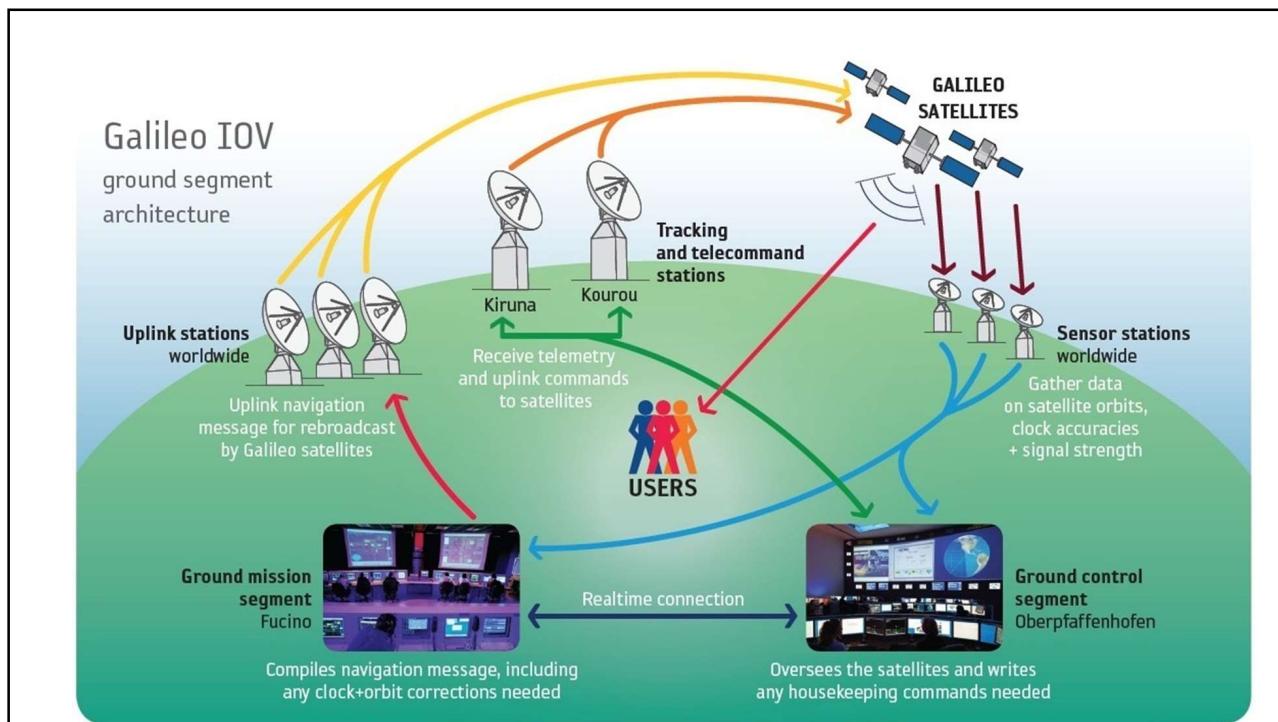 Galileo IOV
ground segment
architecture
GALILEO
SATELLITES
Tracking
and telecommand
stations
Kiruna
Kourou
Receive telemetry
and uplink commands
to satellites
Uplink stations
worldwide
Uplink navigation
message for rebroadcast
by Galileo satellites
Sensor stations
worldwide
Gather data
on satellite orbits,
clock accuracies
+ signal strength
USERS
Ground mission
segment
Fucino
Realtime connection
Ground control
segment
Oberpfaffenhofen
Compiles navigation message, including
any clock+orbit corrections needed
Oversees the satellites and writes
any housekeeping commands needed